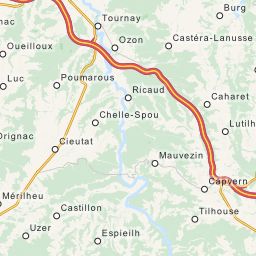 Burg
Tournay
Ozon
Castéra-Lanusse
Oueilloux
Luc
Poumarous
Ricaud
Caharet
Chelle-Spou
Lutilh
Orignac
Cieutat
Mauvezin
Capvern
Mérilheu
Castillon
Tilhouse
Uzer
Espieilh